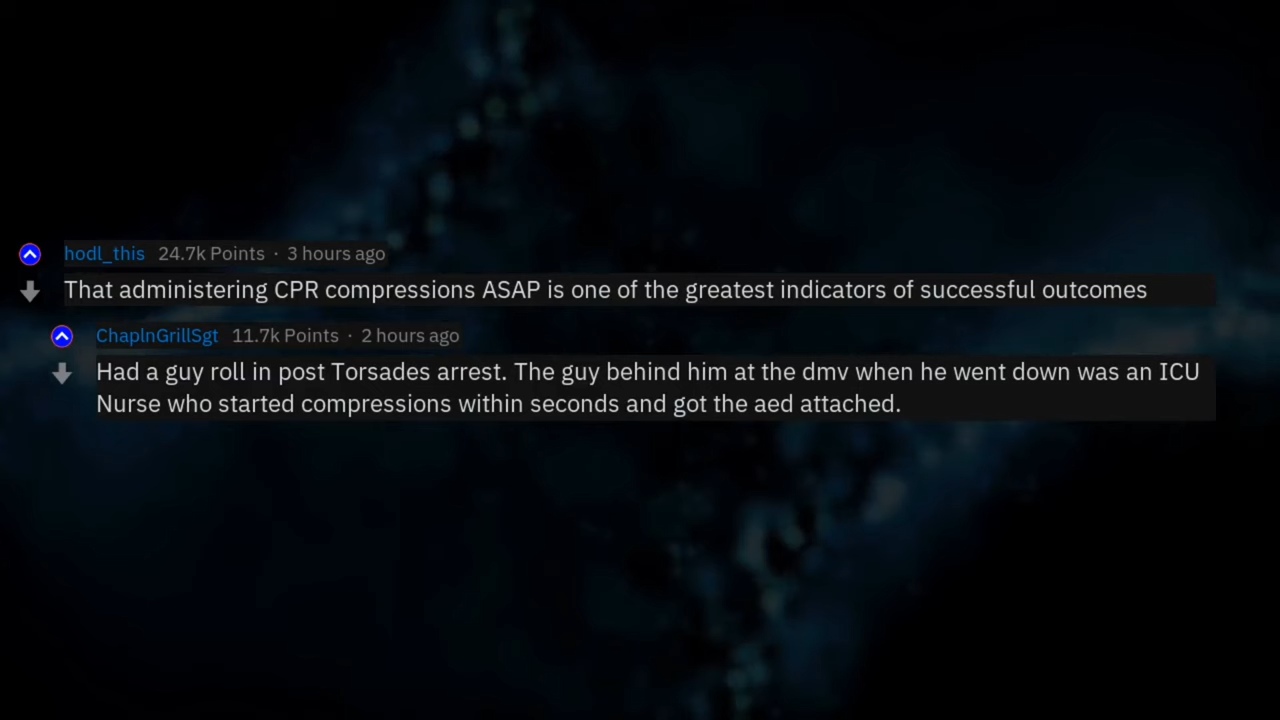 hodl_this 24.7k Points · 3 hours ago
That administering CPR compressions ASAP is one of the greatest indicators of successful outcomes
ChaplnGrillSgt 11.7k Points · 2 hours ago
Had a guy roll in post Torsades arrest. The guy behind him at the dmv when he went down was an ICU
Nurse who started compressions within seconds and got the aed attached.